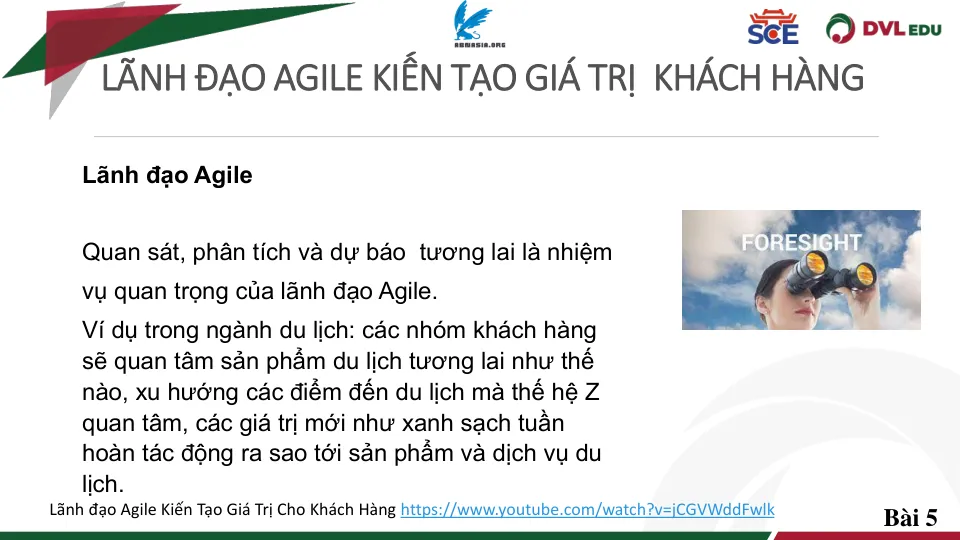 ABMASIA.ORG
SCE
DVL EDU
LÃNH ĐẠO AGILE KIẾN TẠO GIÁ TRỊ KHÁCH HÀNG
Lãnh đạo Agile
Quan sát, phân tích và dự báo tương lai là nhiệm
vụ quan trọng của lãnh đạo Agile.
Ví dụ trong ngành du lịch: các nhóm khách hàng
sẽ quan tâm sản phẩm du lịch tương lai như thế
nào, xu hướng các điểm đến du lịch mà thế hệ Z
quan tâm, các giá trị mới như xanh sạch tuần
hoàn tác động ra sao tới sản phẩm và dịch vụ du
lịch.
FORESIGHT
Lãnh đạo Agile Kiến Tạo Giá Trị Cho Khách Hàng https://www.youtube.com/watch?v=jCGVWddFwlk
Bài 5